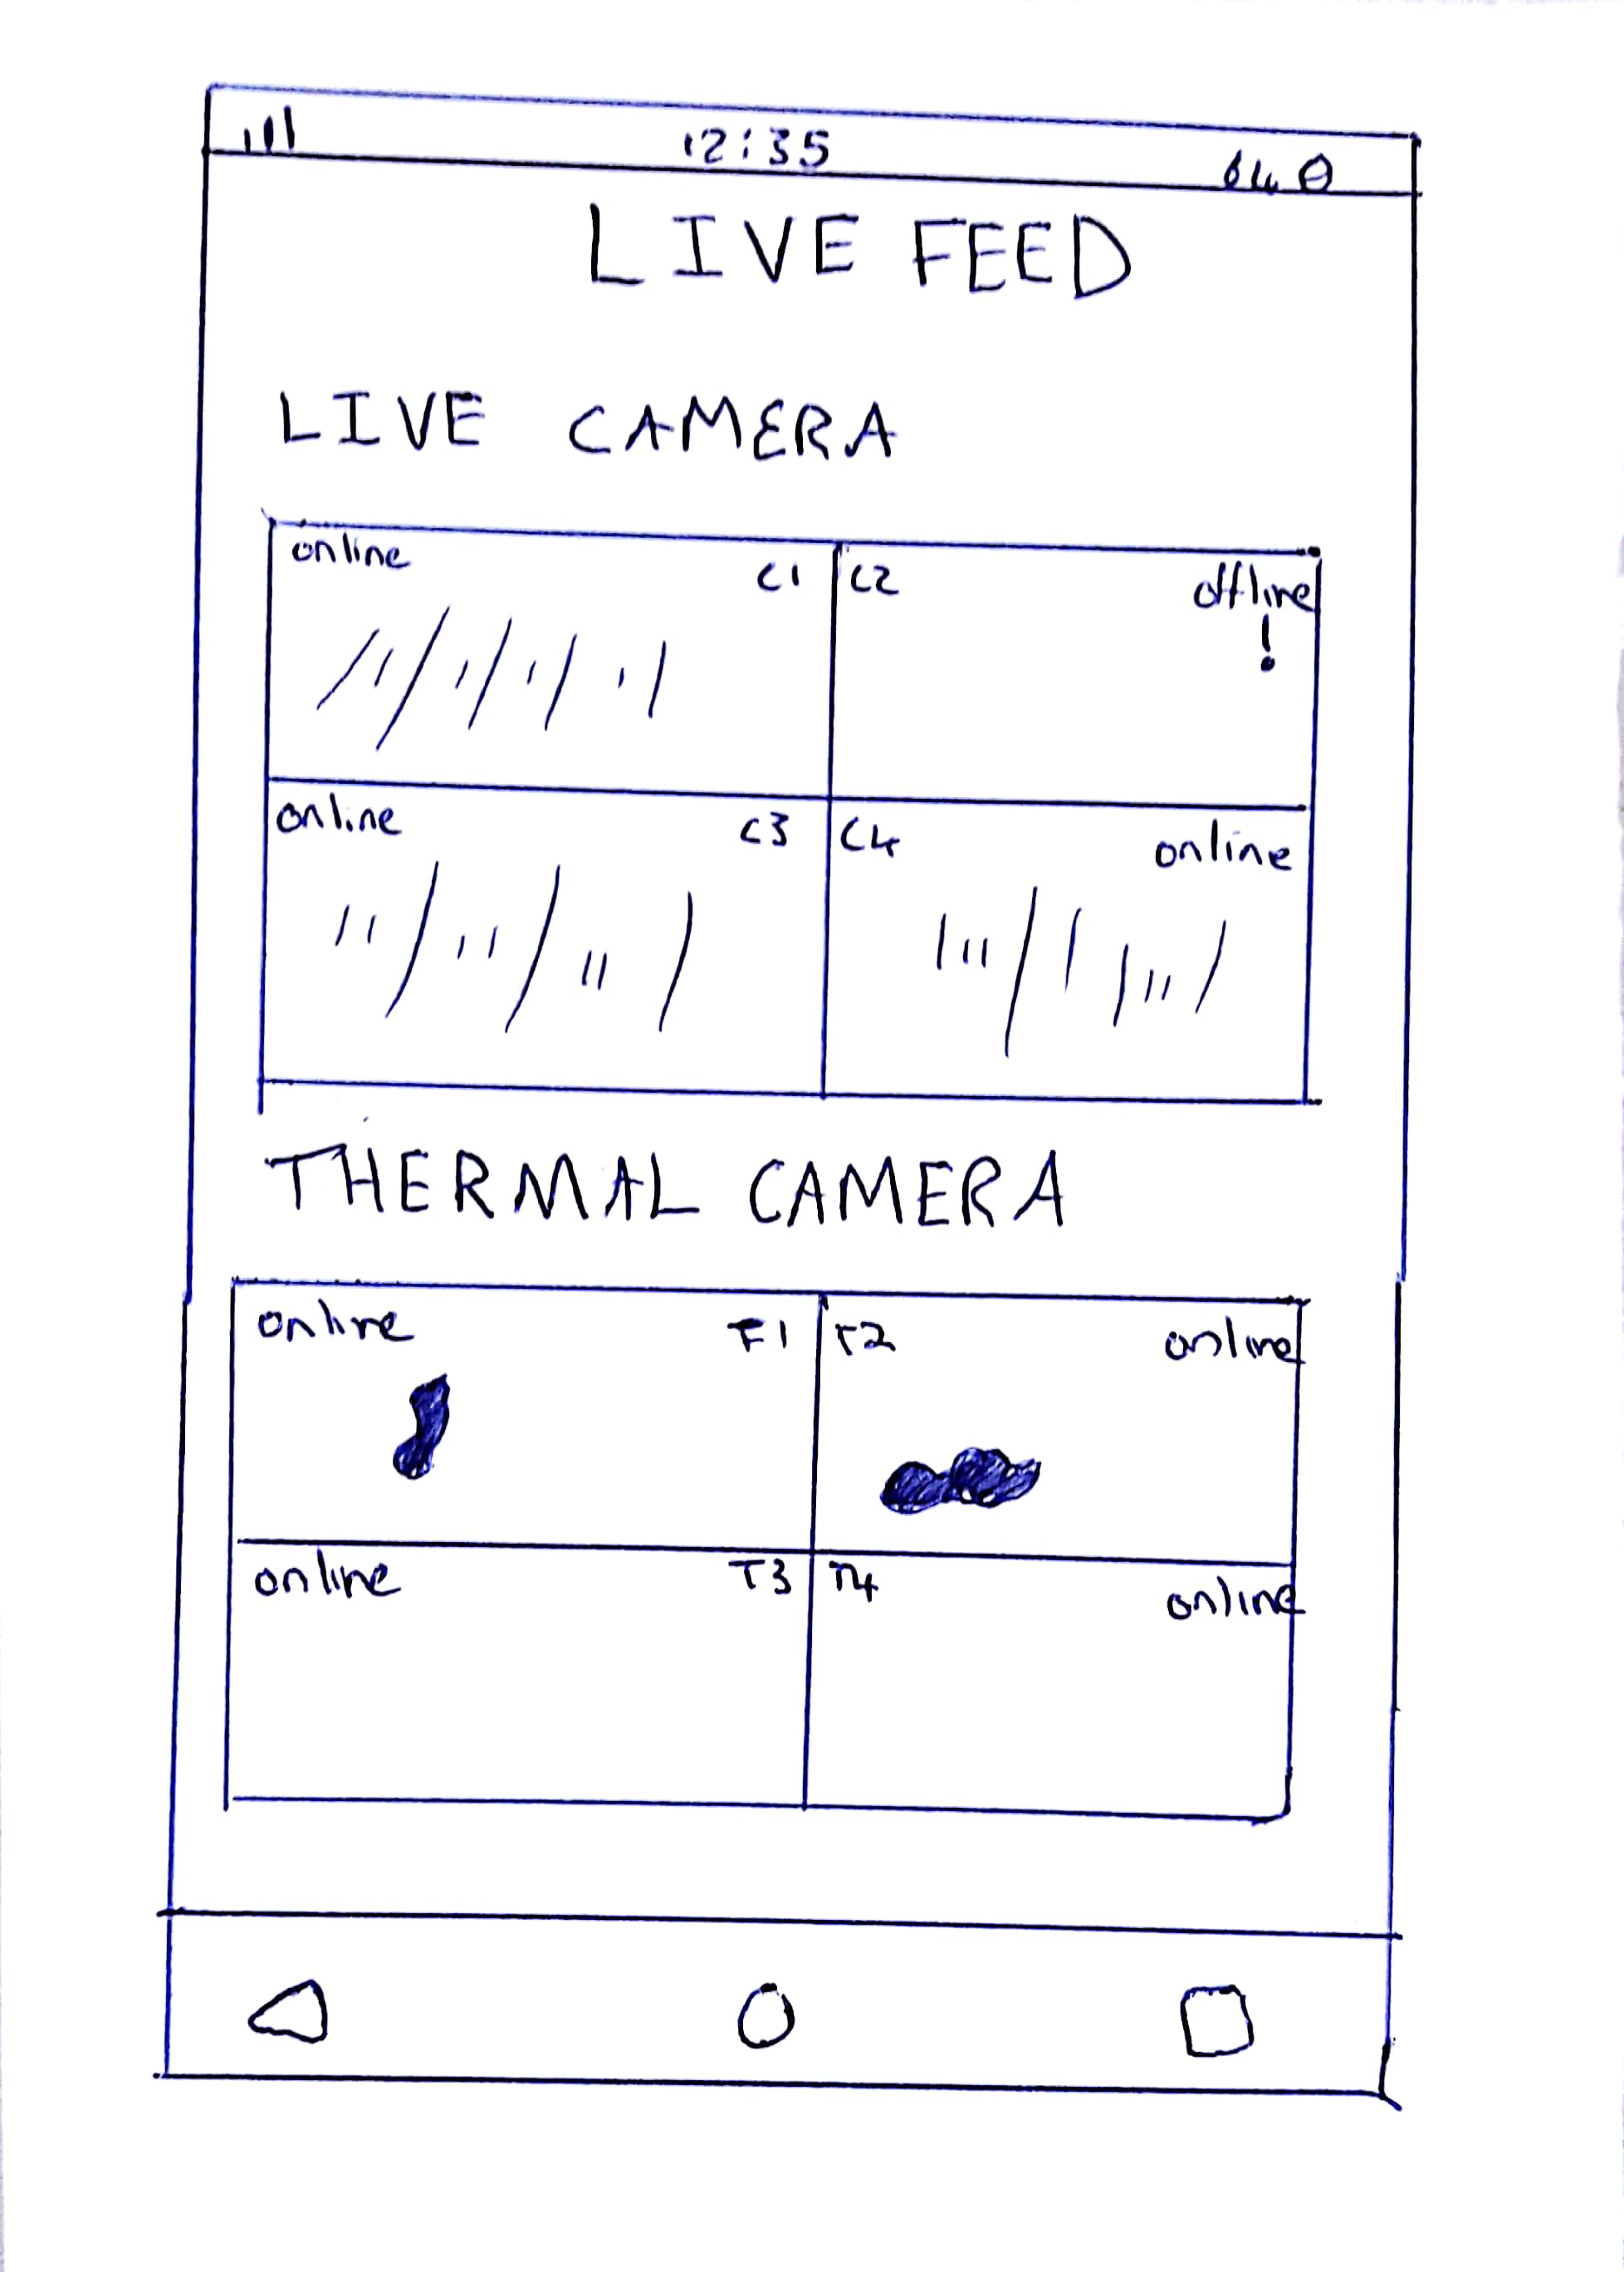 12:35
LIVE FEED
LIVE CAMERA
online C1 C2 offline
!
online C3 C4 online
THERMAL CAMERA
online T1 T2 online
online T3 T4 online